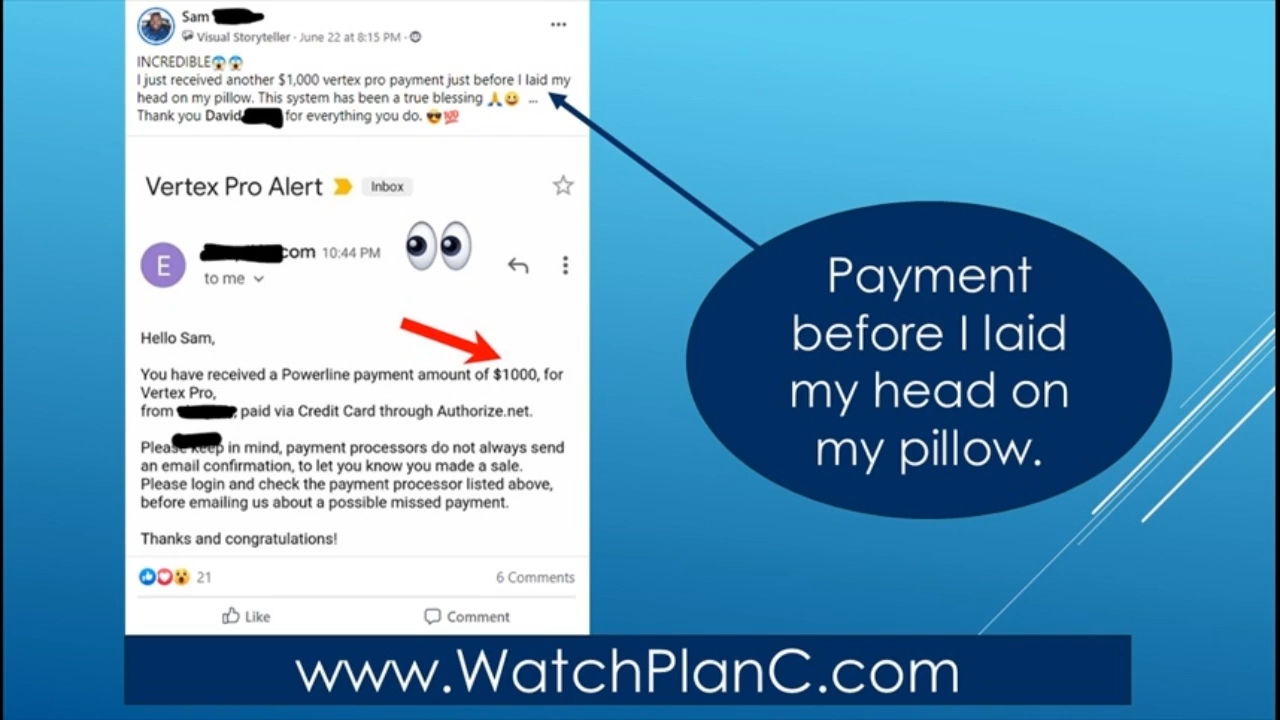 Sam
Visual Storyteller · June 22 at 8:15 PM ·
INCREDIBLE😱😱
I just received another $1,000 vertex pro payment just before I laid my
head on my pillow. This system has been a true blessing 🙏😃 ...
Thank you David for everything you do. 😎💯
Vertex Pro Alert Inbox
E
com 10:44 PM
to me
Hello Sam,
You have received a Powerline payment amount of $1000, for
Vertex Pro,
from , paid via Credit Card through Authorize.net.
Please keep in mind, payment processors do not always send
an email confirmation, to let you know you made a sale.
Please login and check the payment processor listed above,
before emailing us about a possible missed payment.
Thanks and congratulations!
21
6 Comments
Like
Comment
Payment
before I laid
my head on
my pillow.
www.WatchPlanC.com